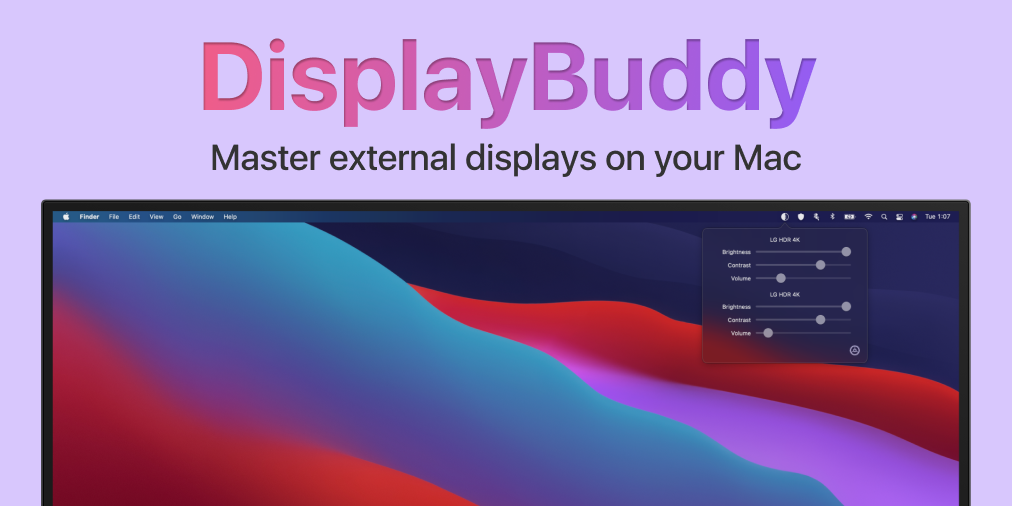 DisplayBuddy
Master external displays on your Mac
Finder File Edit View Go Window Help
Tue 1:07
LG HDR 4K
Brightness
Contrast
Volume
LG HDR 4K
Brightness
Contrast
Volume